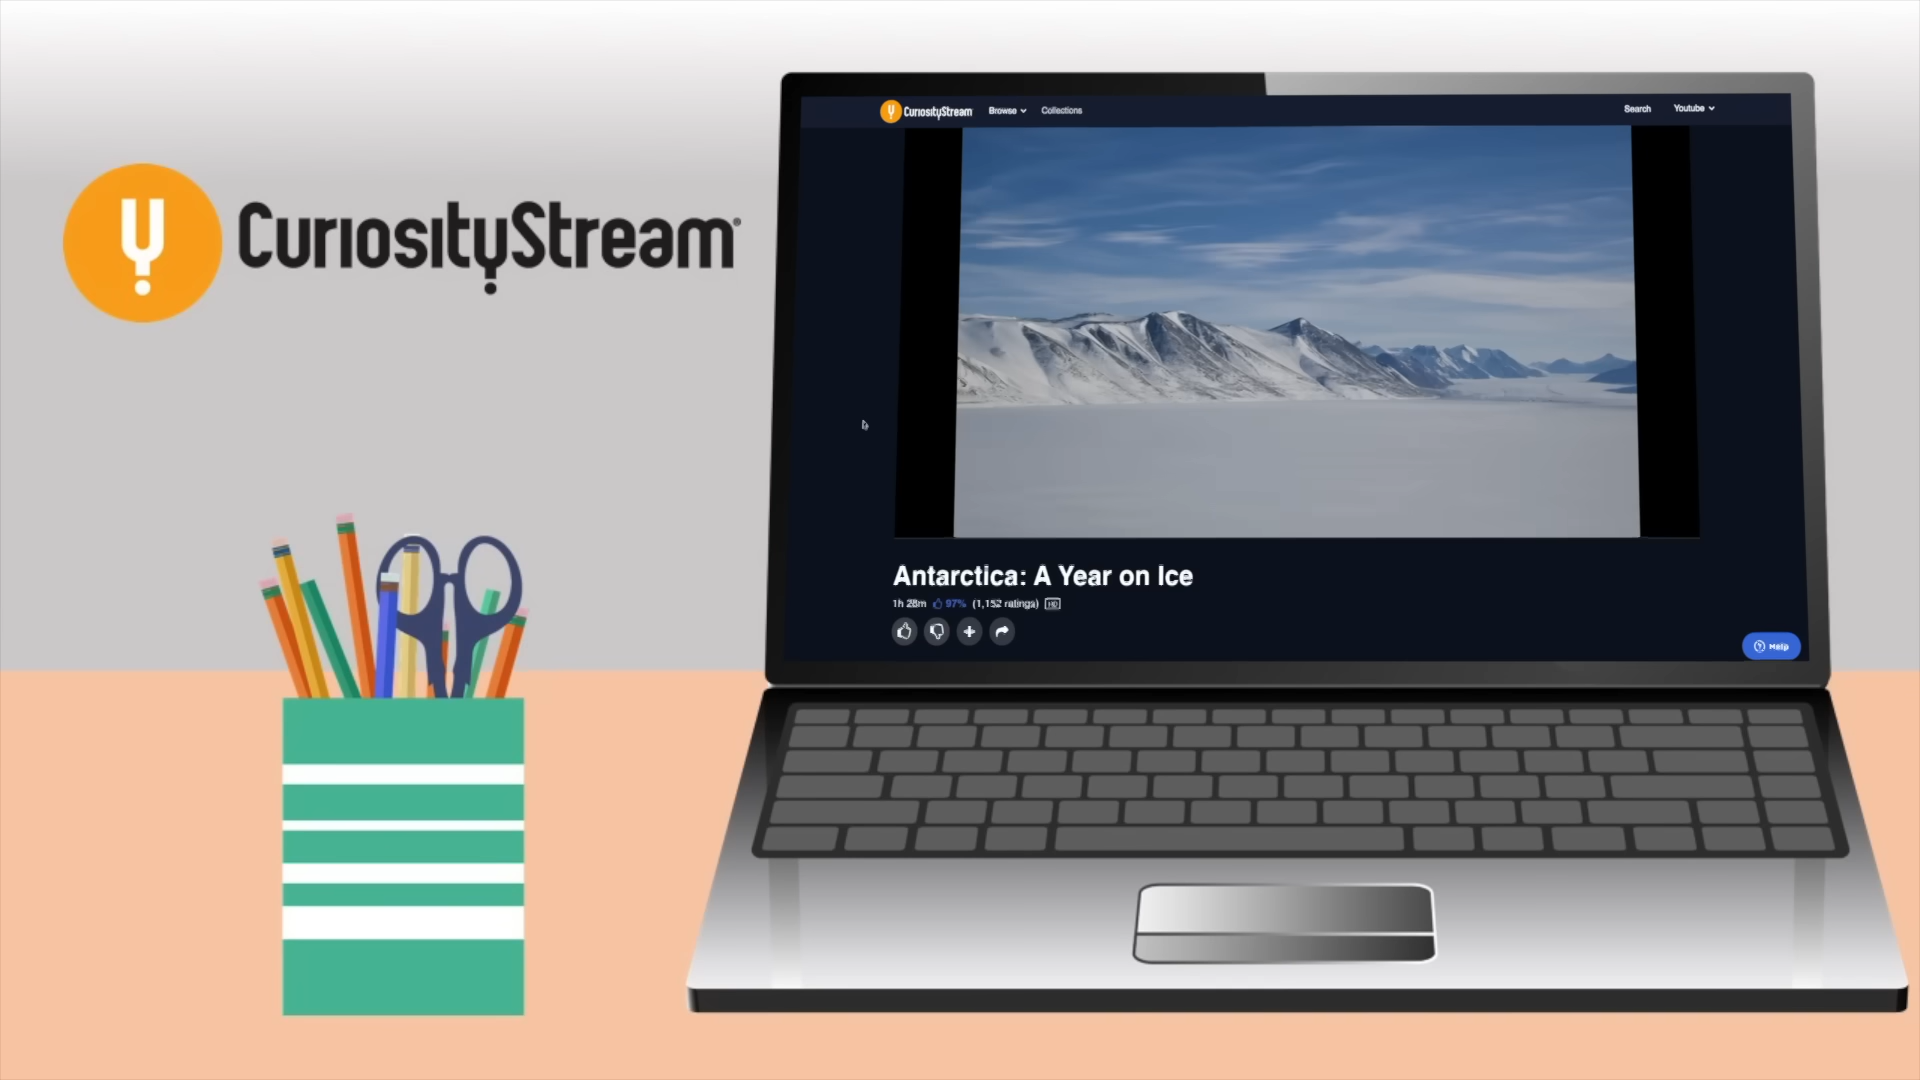 CuriosityStream
CuriosityStream Browse Collections Search Youtube
Antarctica: A Year on Ice
1h 28m 97% (1,152 ratings) HD
Help